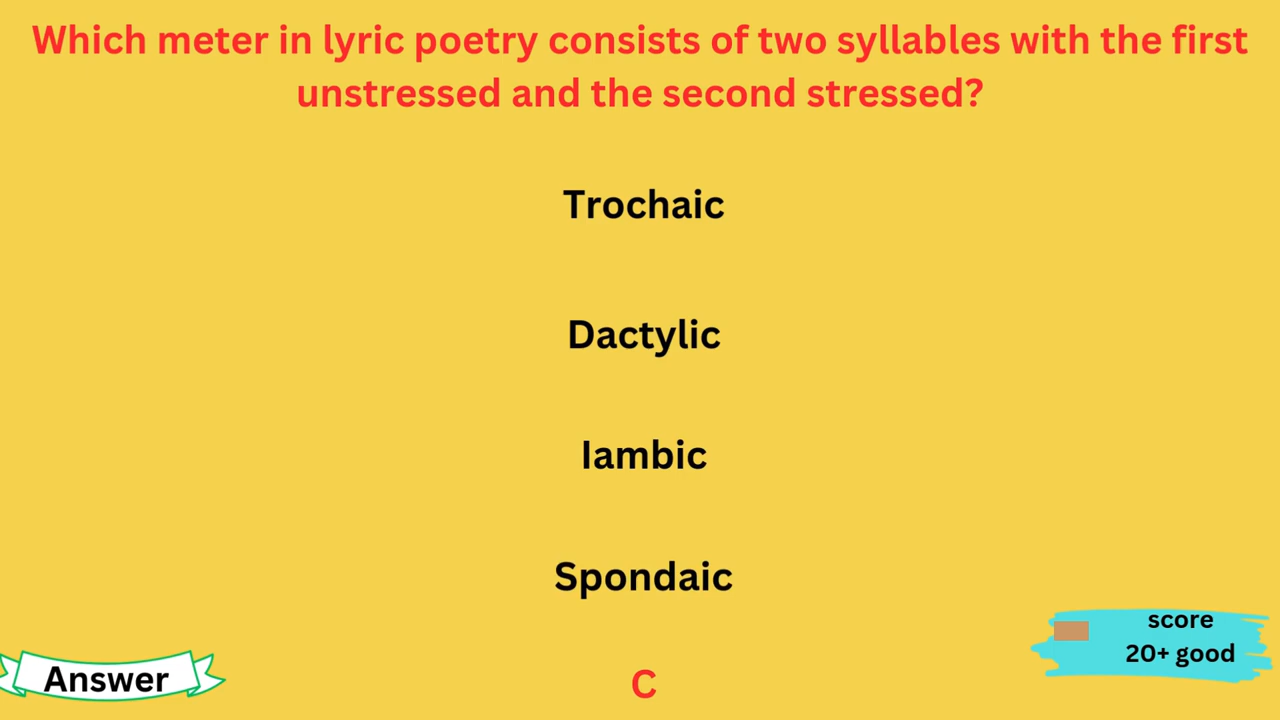 Which meter in lyric poetry consists of two syllables with the first
unstressed and the second stressed?
Trochaic
Dactylic
Iambic
Spondaic
score
20+ good
Answer
C